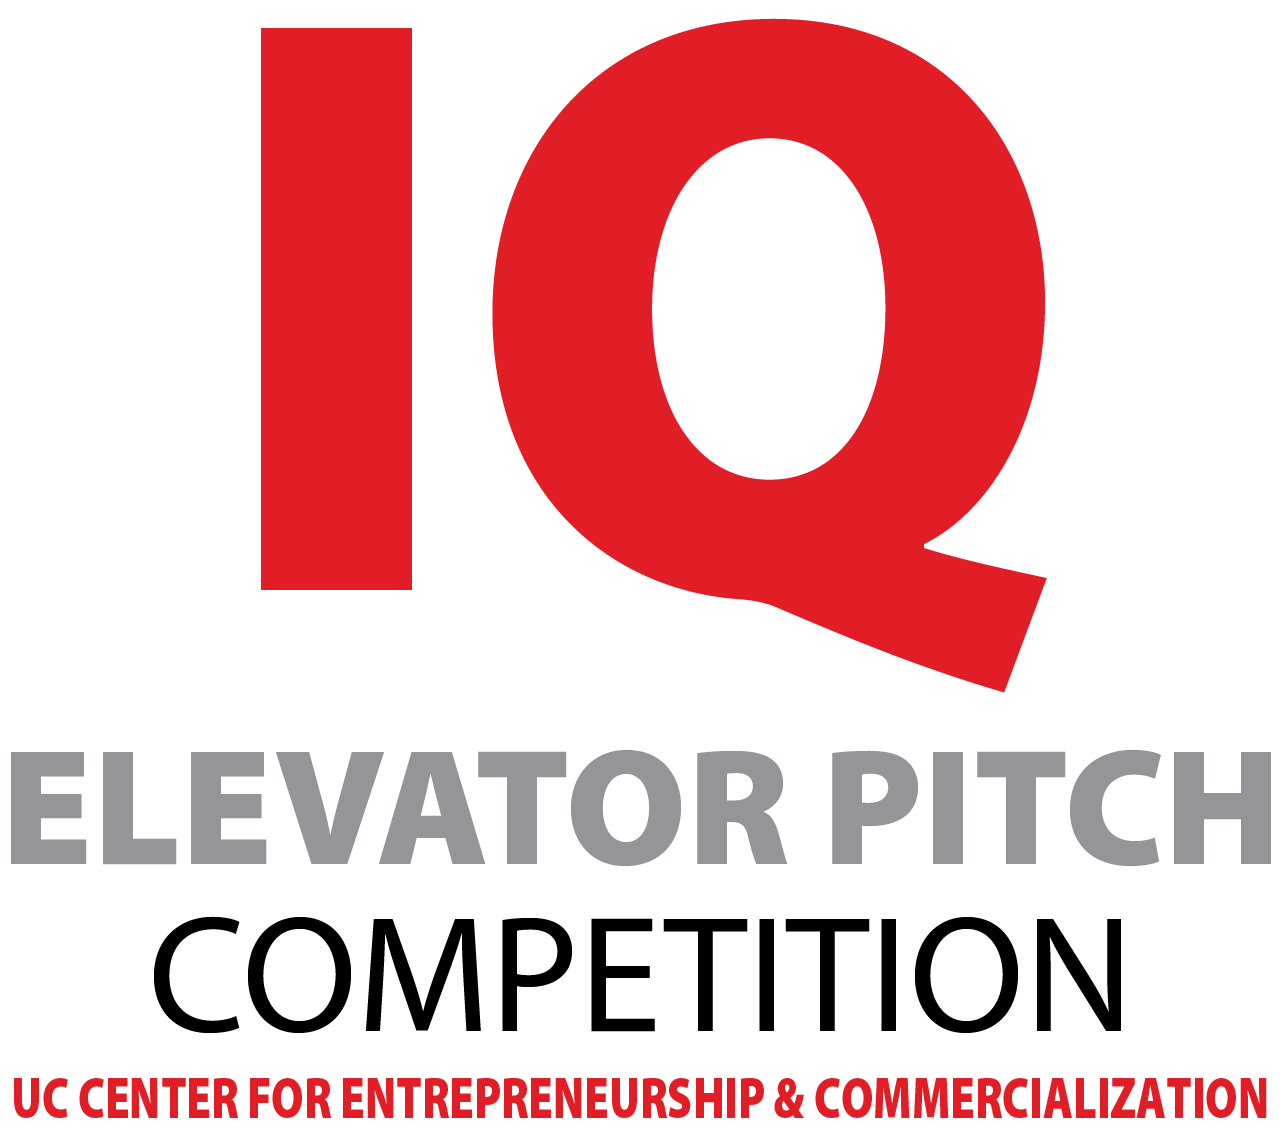 IQ
ELEVATOR PITCH
COMPETITION
UC CENTER FOR ENTREPRENEURSHIP & COMMERCIALIZATION